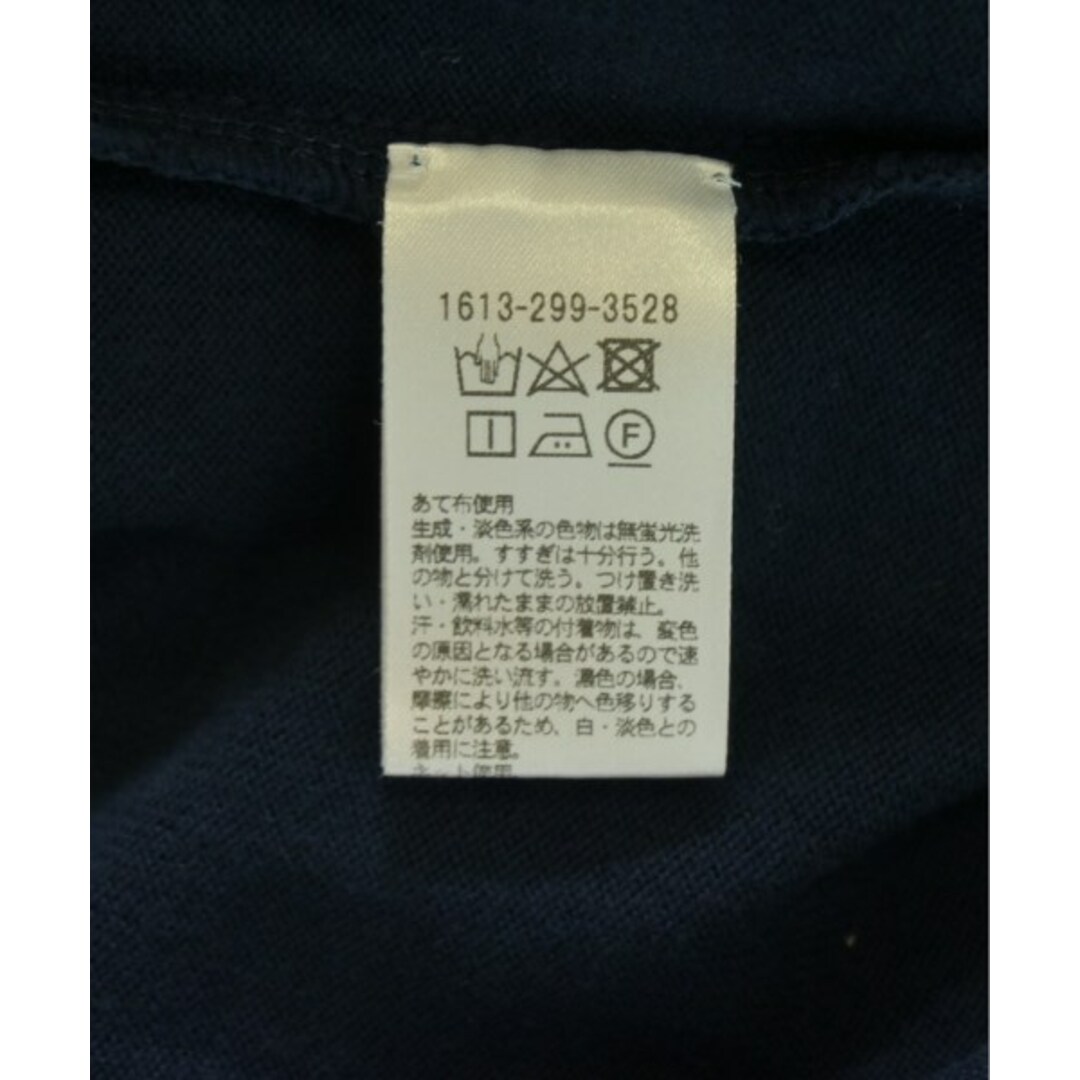 1613-299-3528
F
あて布使用
生成・淡色系の色物は無蛍光洗
剤使用。すすぎは十分行う。他
の物と分けて洗う。つけ置き洗
い・濡れたままの放置禁止。
汗・飲料水等の付着物は、変色
の原因となる場合があるので速
やかに洗い流す。濃色の場合、
摩擦により他の物へ色移りする
ことがあるため、白・淡色との
着用に注意。
ネット使用